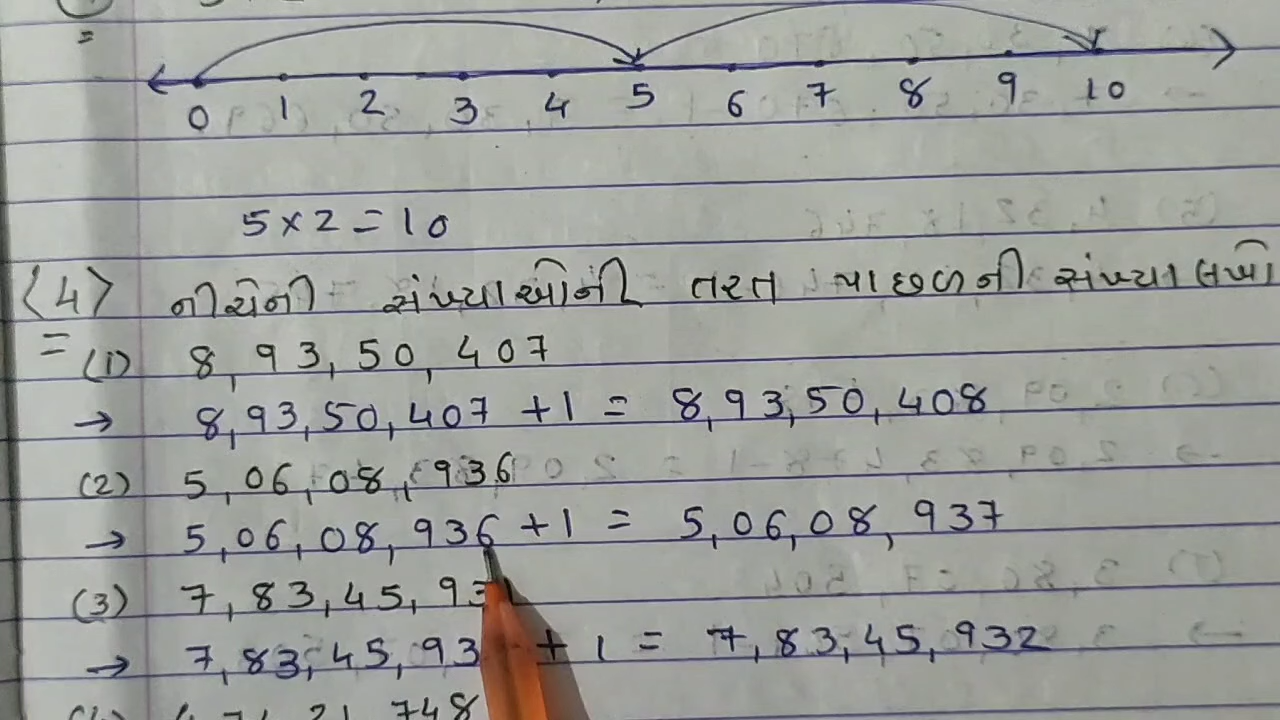 =
0 1 2 3 4 5 6 7 8 9 10
5 × 2 = 10
<4> નીચેની સંખ્યાઓની તરત પાછળની સંખ્યા લખો
= (1) 8,93,50,407
→ 8,93,50,407 + 1 = 8,93,50,408
(2) 5,06,08,936
→ 5,06,08,936 + 1 = 5,06,08,937
(3) 7,83,45,931
→ 7,83,45,93 + 1 = 7,83,45,932
748